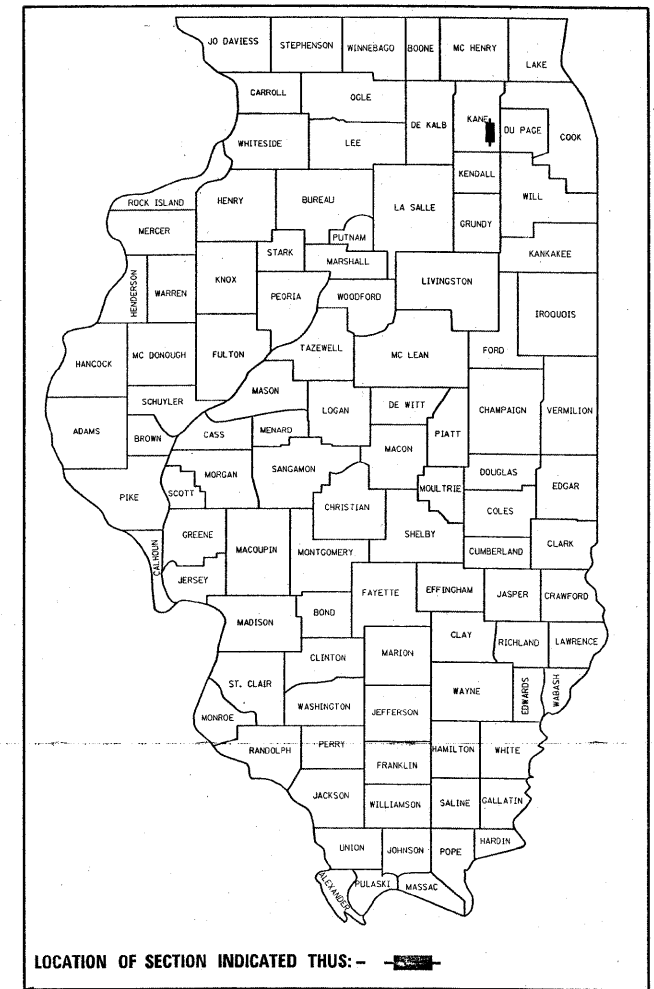 JO DAVIESS
STEPHENSON
WINNEBAGO
BOONE
MC HENRY
LAKE
CARROLL
OGLE
DE KALB
KANE
DU PAGE
COOK
WHITESIDE
LEE
KENDALL
WILL
ROCK ISLAND
HENRY
BUREAU
LA SALLE
GRUNDY
MERCER
PUTNAM
STARK
MARSHALL
KANKAKEE
HENDERSON
WARREN
KNOX
PEORIA
WOODFORD
LIVINGSTON
IROQUOIS
HANCOCK
MC DONOUGH
FULTON
TAZEWELL
MC LEAN
FORD
MASON
SCHUYLER
LOGAN
DE WITT
CHAMPAIGN
VERMILION
ADAMS
BROWN
CASS
MENARD
MACON
PIATT
PIKE
SCOTT
MORGAN
SANGAMON
CHRISTIAN
MOULTRIE
DOUGLAS
EDGAR
COLES
CALHOUN
GREENE
MACOUPIN
MONTGOMERY
SHELBY
CUMBERLAND
CLARK
JERSEY
MADISON
BOND
FAYETTE
EFFINGHAM
JASPER
CRAWFORD
CLINTON
MARION
CLAY
RICHLAND
LAWRENCE
ST. CLAIR
WASHINGTON
WAYNE
EDWARDS
WABASH
MONROE
JEFFERSON
RANDOLPH
PERRY
HAMILTON
WHITE
FRANKLIN
JACKSON
WILLIAMSON
SALINE
GALLATIN
UNION
JOHNSON
POPE
HARDIN
ALEXANDER
PULASKI
MASSAC
LOCATION OF SECTION INDICATED THUS: -